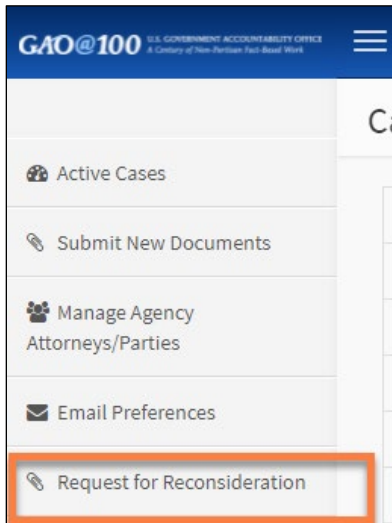 GAO@100 U.S. GOVERNMENT ACCOUNTABILITY OFFICE
A Century of Non-Partisan Fact-Based Work
Ca
Active Cases
Submit New Documents
Manage Agency
Attorneys/Parties
Email Preferences
Request for Reconsideration